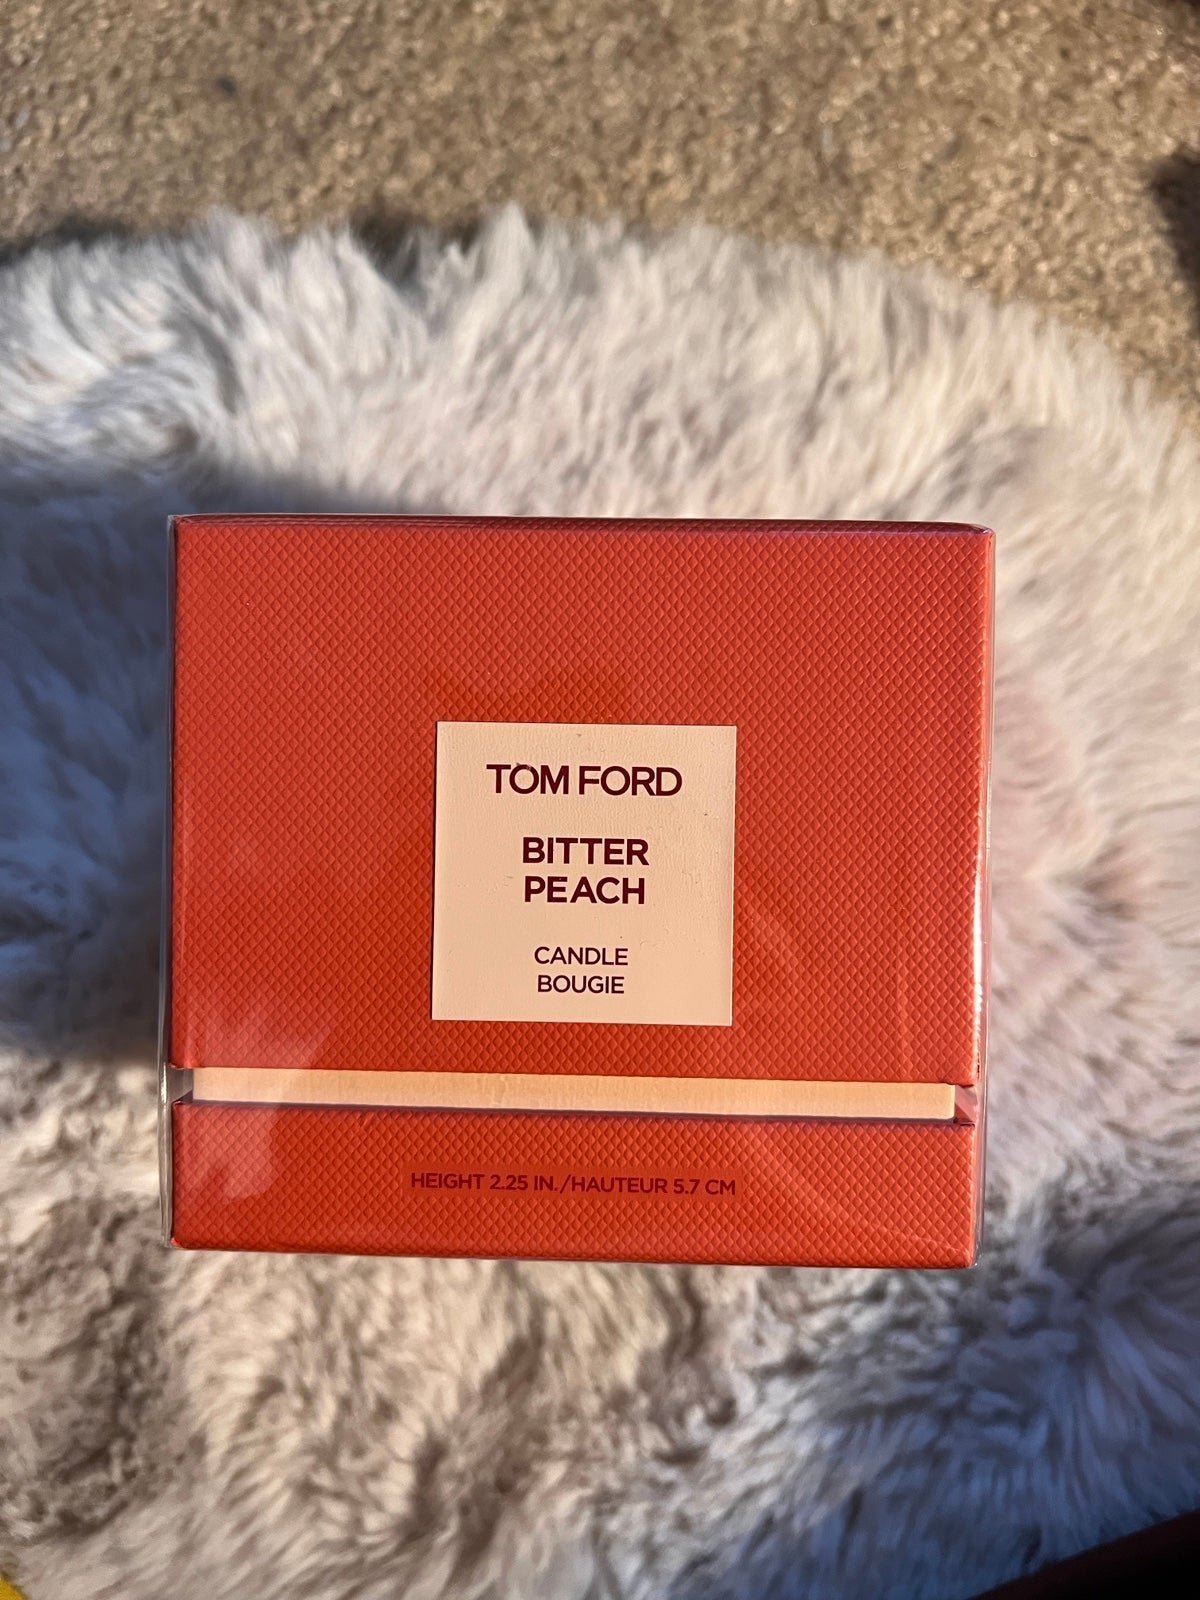 TOM FORD
BITTER
PEACH
CANDLE
BOUGIE
HEIGHT 2.25 IN./HAUTEUR 5.7 CM